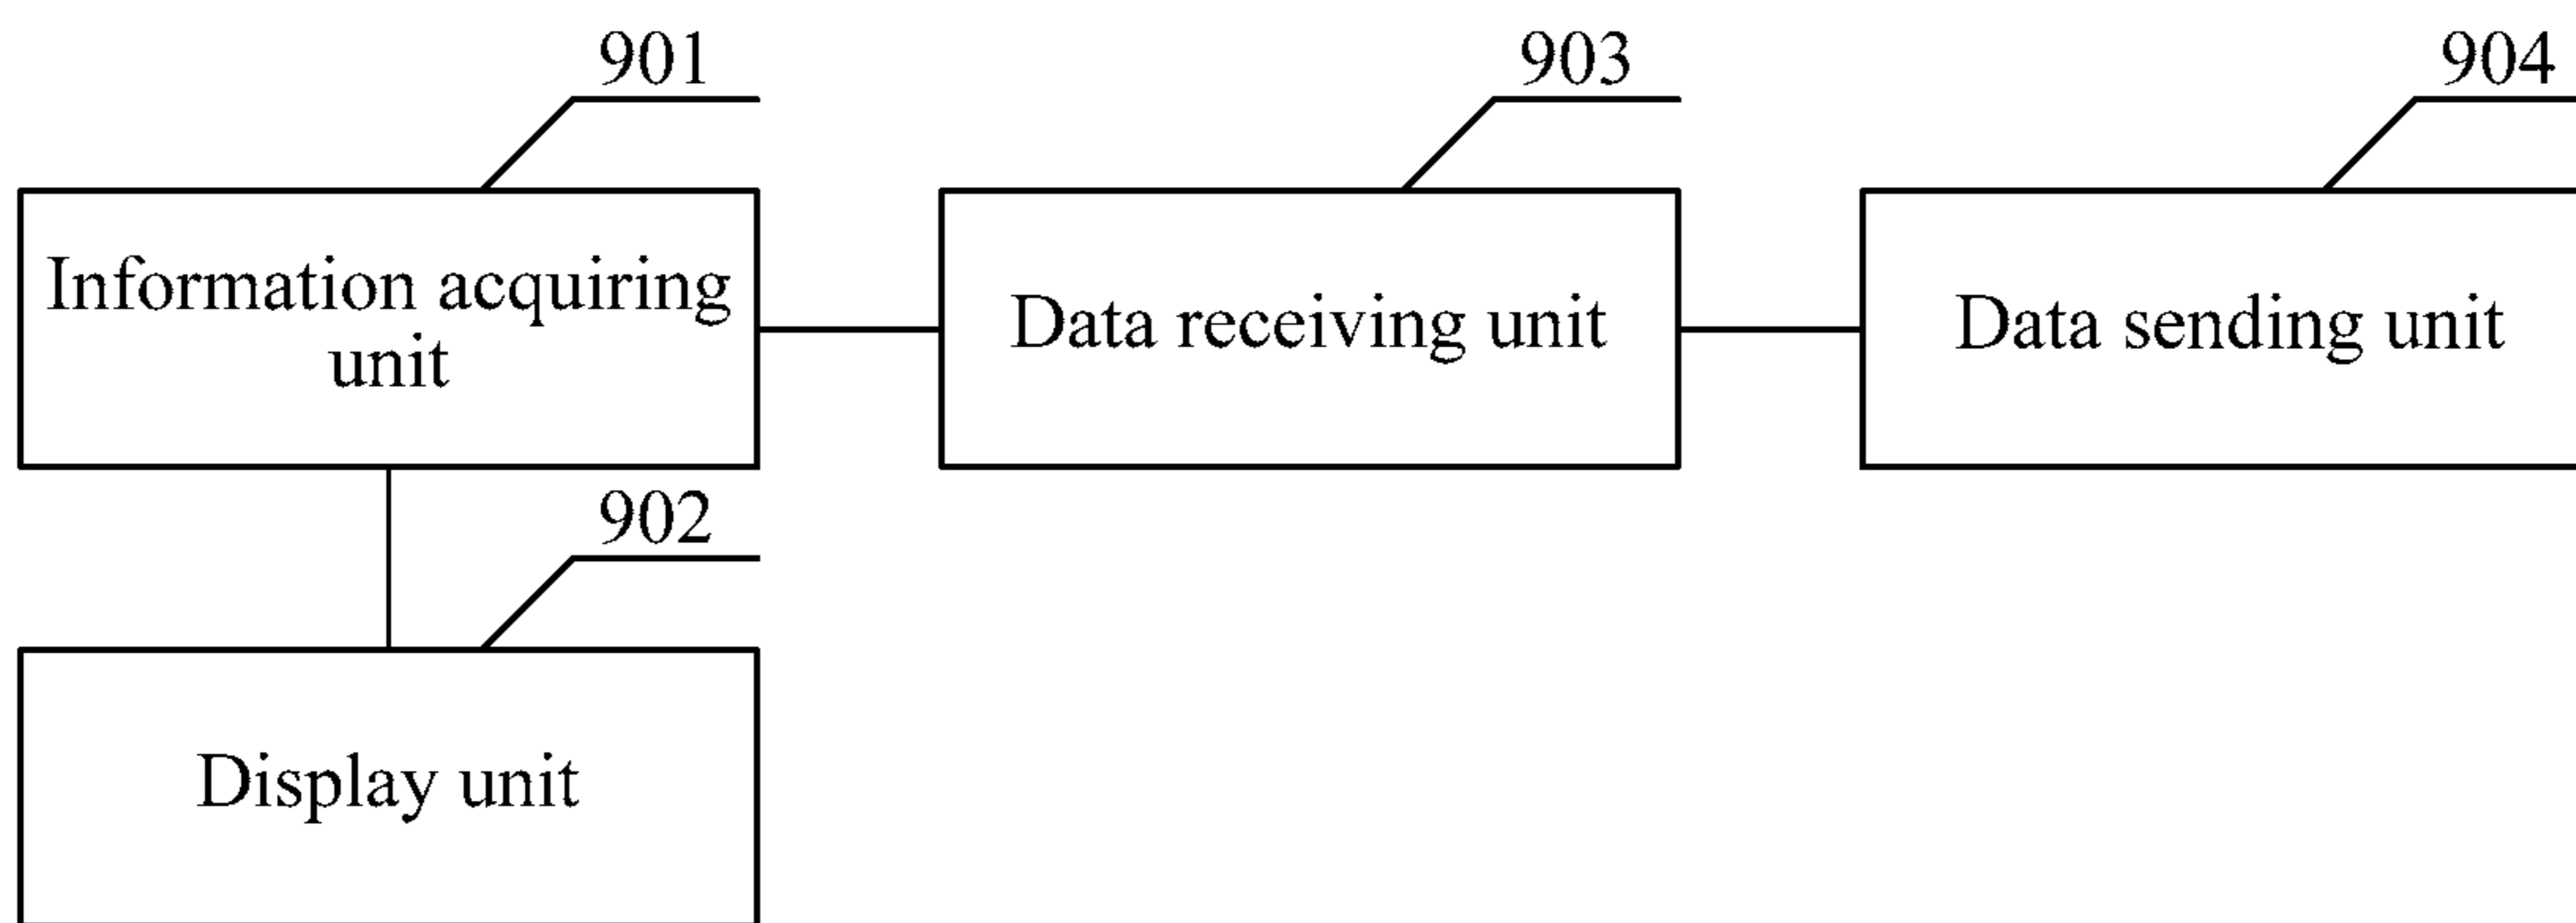 901
903
904
Information acquiring
unit
Data receiving unit
Data sending unit
902
Display unit